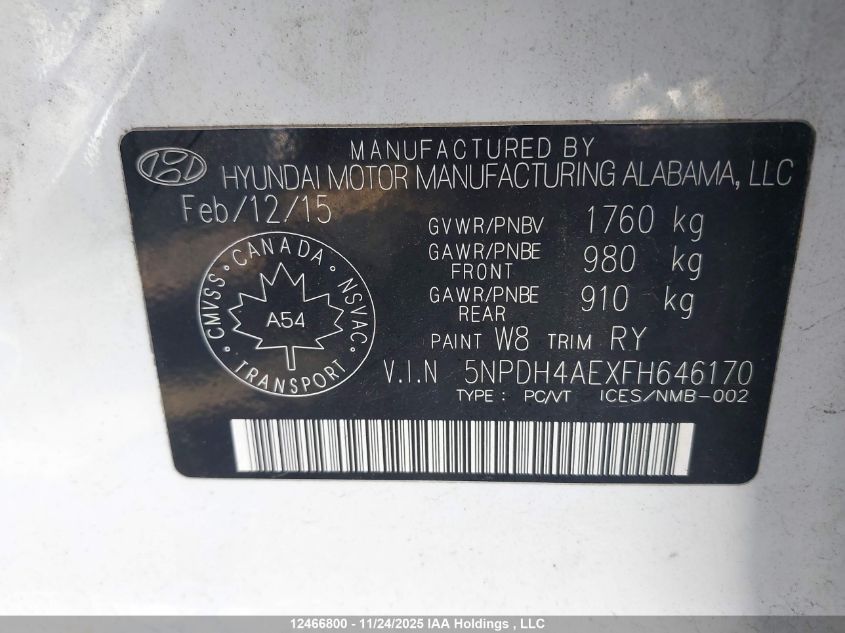 MANUFACTURED BY
HYUNDAI MOTOR MANUFACTURING ALABAMA, LLC
Feb/12/15
GVWR/PNBV 1760 kg
GAWR/PNBE FRONT 980 kg
GAWR/PNBE REAR 910 kg
CMVSS · CANADA · NSVAC · TRANSPORT ·
A54
PAINT W8 TRIM RY
V.I.N 5NPDH4AEXFH646170
TYPE : PC/VT ICES/NMB-002
12466800 - 11/24/2025 IAA Holdings , LLC